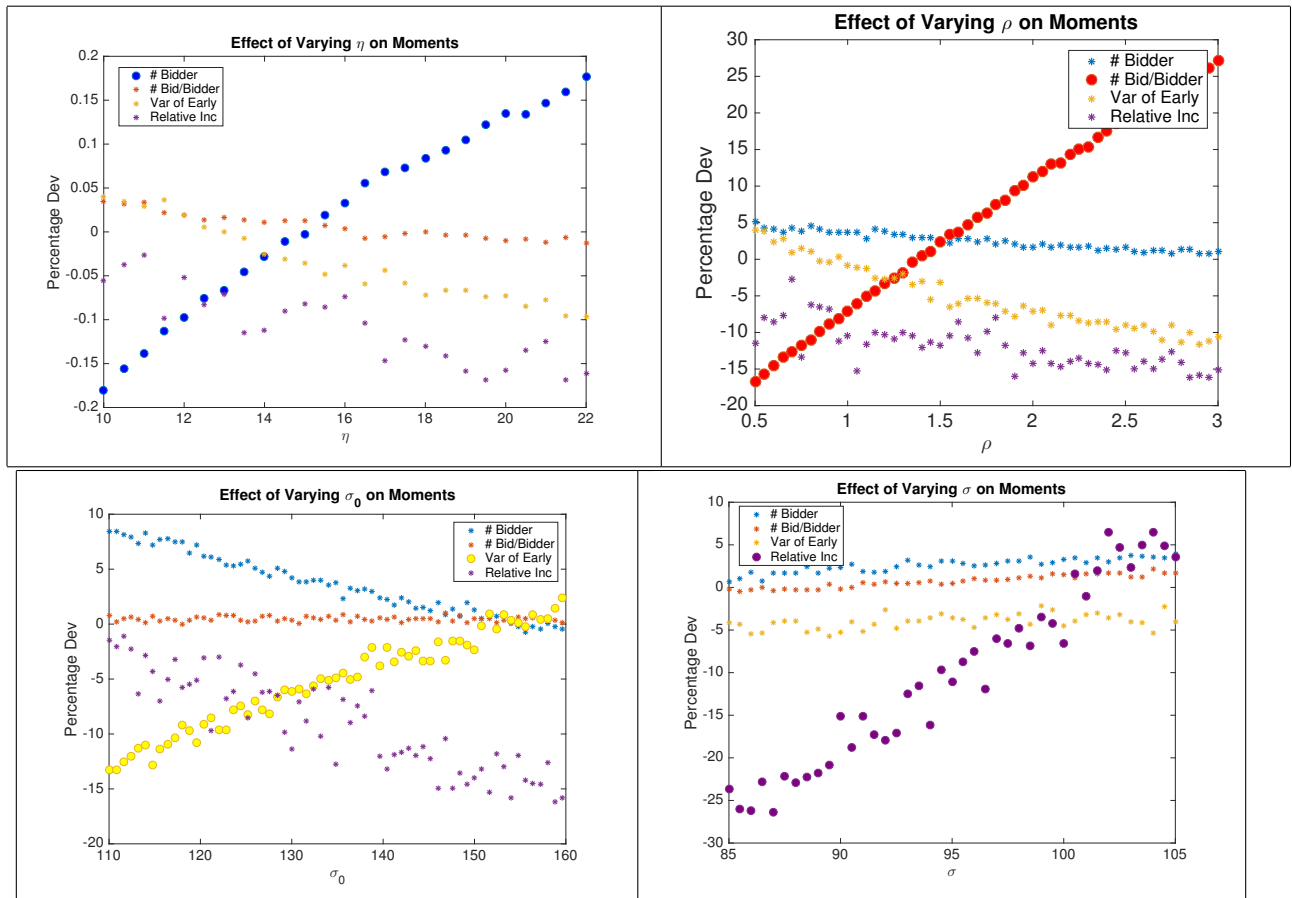 Effect of Varying η on Moments
0.2
0.15
0.1
0.05
0
-0.05
-0.1
-0.15
-0.2
Percentage Dev
# Bidder
# Bid/Bidder
Var of Early
Relative Inc
10 12 14 16 18 20 22
η
Effect of Varying ρ on Moments
30
25
20
15
10
5
0
-5
-10
-15
-20
Percentage Dev
# Bidder
# Bid/Bidder
Var of Early
Relative Inc
0.5 1 1.5 2 2.5 3
ρ
Effect of Varying σ₀ on Moments
10
5
0
-5
-10
-15
-20
Percentage Dev
# Bidder
# Bid/Bidder
Var of Early
Relative Inc
110 120 130 140 150 160
σ₀
Effect of Varying σ on Moments
10
5
0
-5
-10
-15
-20
-25
-30
Percentage Dev
# Bidder
# Bid/Bidder
Var of Early
Relative Inc
85 90 95 100 105
σ